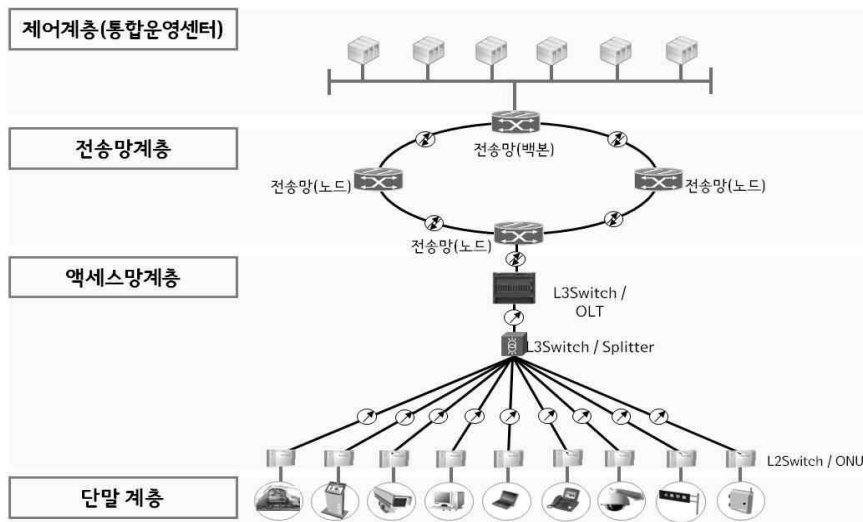 제어계층(통합운영센터)
전송망(백본)
전송망계층
전송망(노드)
전송망(노드)
전송망(노드)
액세스망계층
L3Switch /
OLT
L3Switch / Splitter
L2Switch / ONU
단말 계층